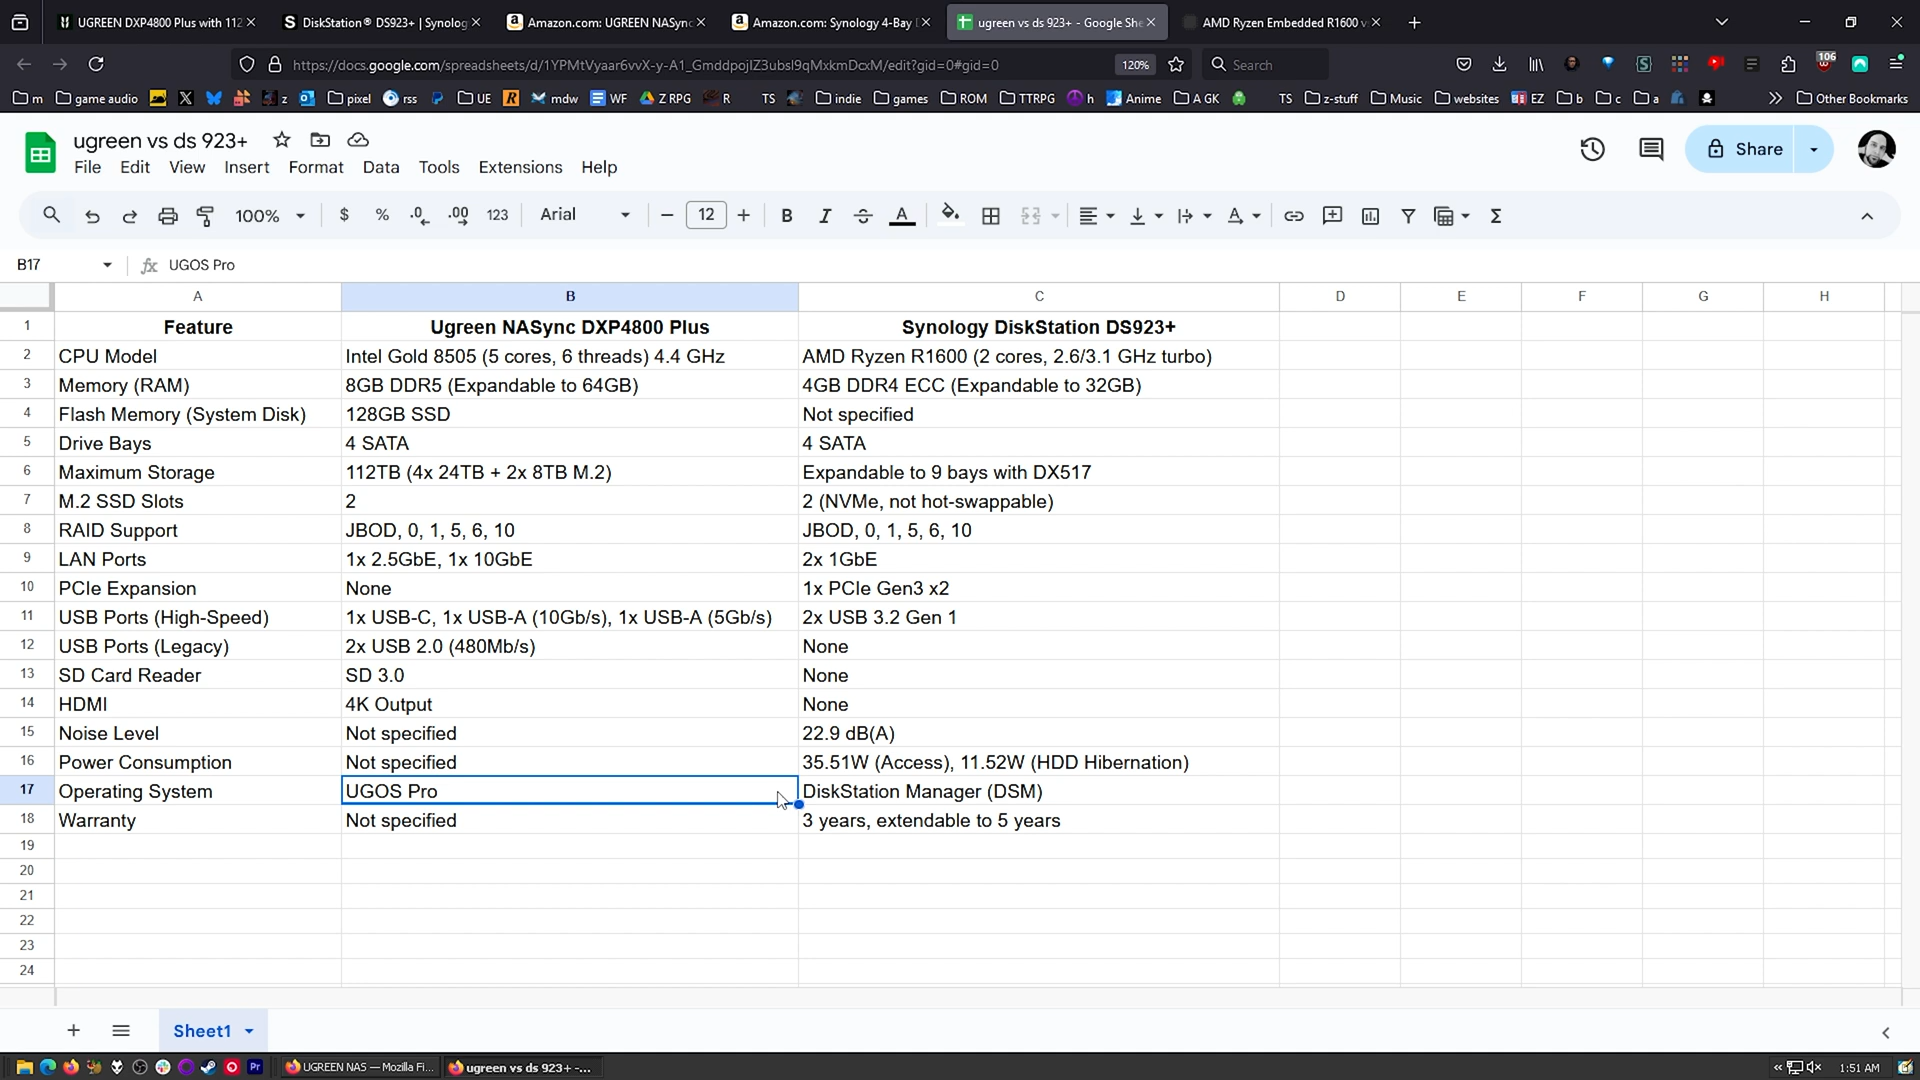 UGREEN DXP4800 Plus with 112
DiskStation® DS923+ | Synolog
Amazon.com: UGREEN NASync
Amazon.com: Synology 4-Bay D
ugreen vs ds 923+ - Google She
AMD Ryzen Embedded R1600 v
https://docs.google.com/spreadsheets/d/1YPMtVyaar6vvX-y-A1_GmddpojIZ3ubsl9qMxkmDcxM/edit?gid=0#gid=0
120%
Search
106
m
game audio
z
pixel
rss
UE
mdw
WF
Z RPG
R
TS
indie
games
ROM
TTRPG
h
Anime
A GK
TS
z-stuff
Music
websites
EZ
b
c
a
Other Bookmarks
ugreen vs ds 923+
File Edit View Insert Format Data Tools Extensions Help
Share
100% $ % .0 .00 123 Arial 12 B I A
B17 fx UGOS Pro
A B C D E F G H
1 Feature Ugreen NASync DXP4800 Plus Synology DiskStation DS923+
2 CPU Model Intel Gold 8505 (5 cores, 6 threads) 4.4 GHz AMD Ryzen R1600 (2 cores, 2.6/3.1 GHz turbo)
3 Memory (RAM) 8GB DDR5 (Expandable to 64GB) 4GB DDR4 ECC (Expandable to 32GB)
4 Flash Memory (System Disk) 128GB SSD Not specified
5 Drive Bays 4 SATA 4 SATA
6 Maximum Storage 112TB (4x 24TB + 2x 8TB M.2) Expandable to 9 bays with DX517
7 M.2 SSD Slots 2 2 (NVMe, not hot-swappable)
8 RAID Support JBOD, 0, 1, 5, 6, 10 JBOD, 0, 1, 5, 6, 10
9 LAN Ports 1x 2.5GbE, 1x 10GbE 2x 1GbE
10 PCIe Expansion None 1x PCIe Gen3 x2
11 USB Ports (High-Speed) 1x USB-C, 1x USB-A (10Gb/s), 1x USB-A (5Gb/s) 2x USB 3.2 Gen 1
12 USB Ports (Legacy) 2x USB 2.0 (480Mb/s) None
13 SD Card Reader SD 3.0 None
14 HDMI 4K Output None
15 Noise Level Not specified 22.9 dB(A)
16 Power Consumption Not specified 35.51W (Access), 11.52W (HDD Hibernation)
17 Operating System UGOS Pro DiskStation Manager (DSM)
18 Warranty Not specified 3 years, extendable to 5 years
19
20
21
22
23
24
Sheet1
UGREEN NAS — Mozilla Fi...
ugreen vs ds 923+ -...
1:51 AM